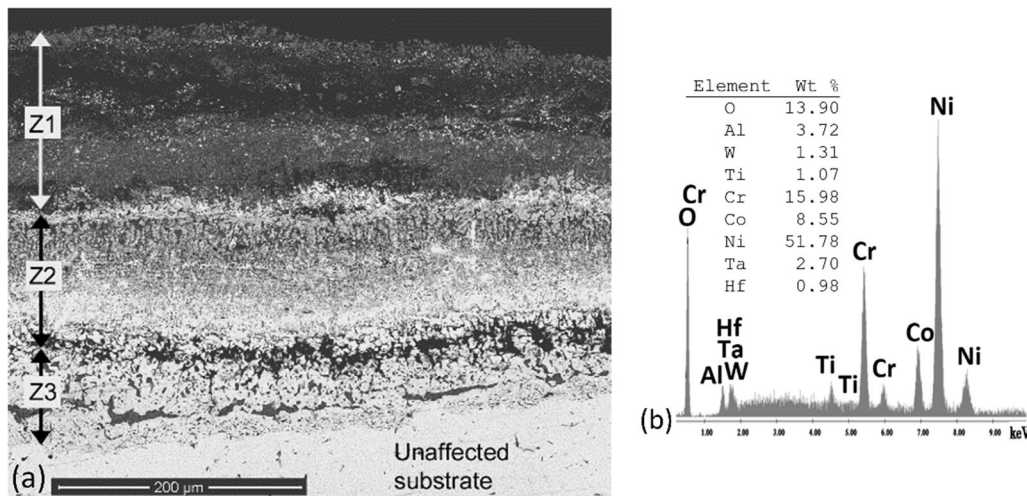 Z1
Z2
Z3
Unaffected
substrate
(a)
200 µm
Element Wt %
O 13.90
Al 3.72
W 1.31
Ti 1.07
Cr 15.98
Co 8.55
Ni 51.78
Ta 2.70
Hf 0.98
Ni
Cr
O
Cr
Hf
Ta
Al W
Ti
Ti
Cr
Co
Ni
(b)
1.00 2.00 3.00 4.00 5.00 6.00 7.00 8.00 9.00 keV